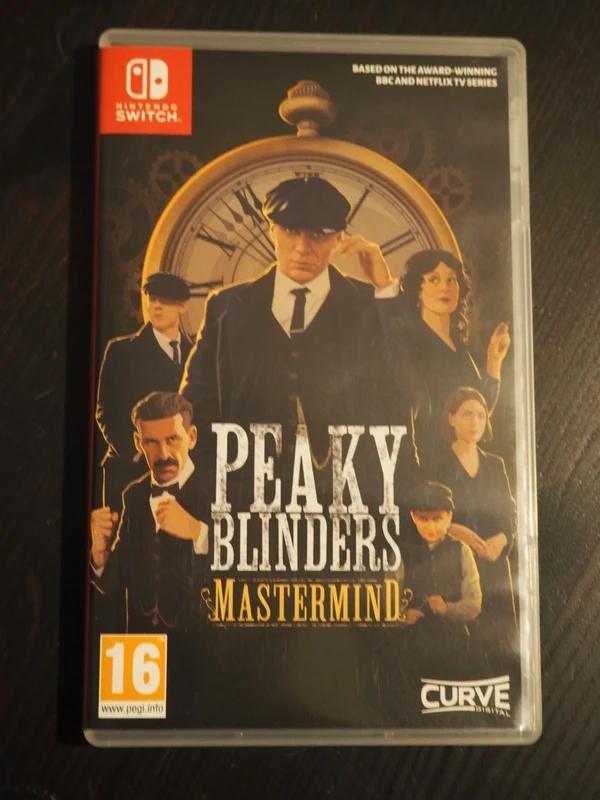 NINTENDO
SWITCH™
BASED ON THE AWARD-WINNING
BBC AND NETFLIX TV SERIES
PEAKY
BLINDERS
MASTERMIND
16
www.pegi.info
CURVE
DIGITAL